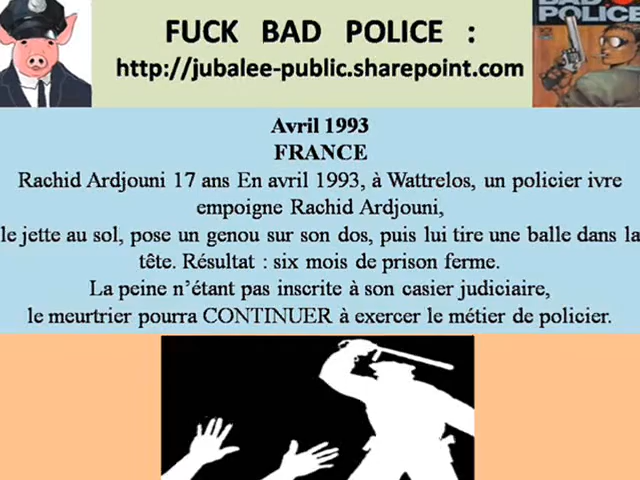 FUCK BAD POLICE :
BAD
POLICE
http://jubalee-public.sharepoint.com
Avril 1993
FRANCE
Rachid Ardjouni 17 ans En avril 1993, à Wattrelos, un policier ivre
empoigne Rachid Ardjouni,
le jette au sol, pose un genou sur son dos, puis lui tire une balle dans la
tête. Résultat : six mois de prison ferme.
La peine n’étant pas inscrite à son casier judiciaire,
le meurtrier pourra CONTINUER à exercer le métier de policier.